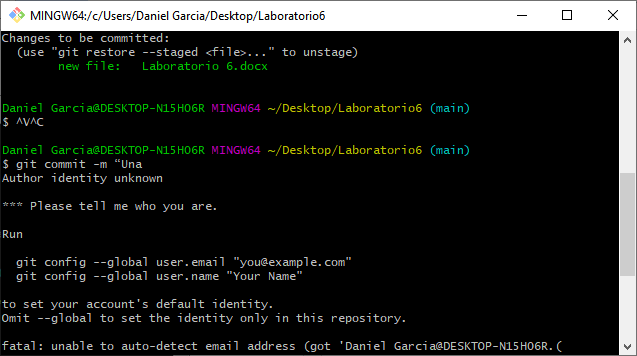 MINGW64:/c/Users/Daniel Garcia/Desktop/Laboratorio6
Changes to be committed:
  (use "git restore --staged <file>..." to unstage)
        new file:   Laboratorio 6.docx
Daniel Garcia@DESKTOP-N15H06R MINGW64 ~/Desktop/Laboratorio6 (main)
$ ^V^C
Daniel Garcia@DESKTOP-N15H06R MINGW64 ~/Desktop/Laboratorio6 (main)
$ git commit -m “Una
Author identity unknown
*** Please tell me who you are.
Run
  git config --global user.email "you@example.com"
  git config --global user.name "Your Name"
to set your account's default identity.
Omit --global to set the identity only in this repository.
fatal: unable to auto-detect email address (got 'Daniel Garcia@DESKTOP-N15H06R.(